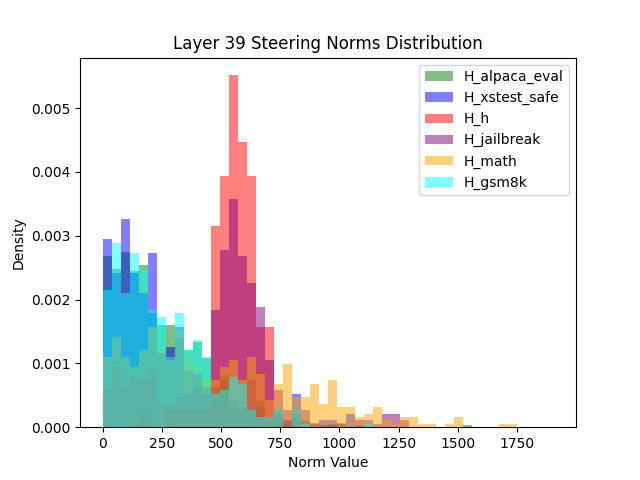 Layer 39 Steering Norms Distribution
H_alpaca_eval
H_xstest_safe
H_h
H_jailbreak
H_math
H_gsm8k
Density
0.005
0.004
0.003
0.002
0.001
0.000
0 250 500 750 1000 1250 1500 1750
Norm Value